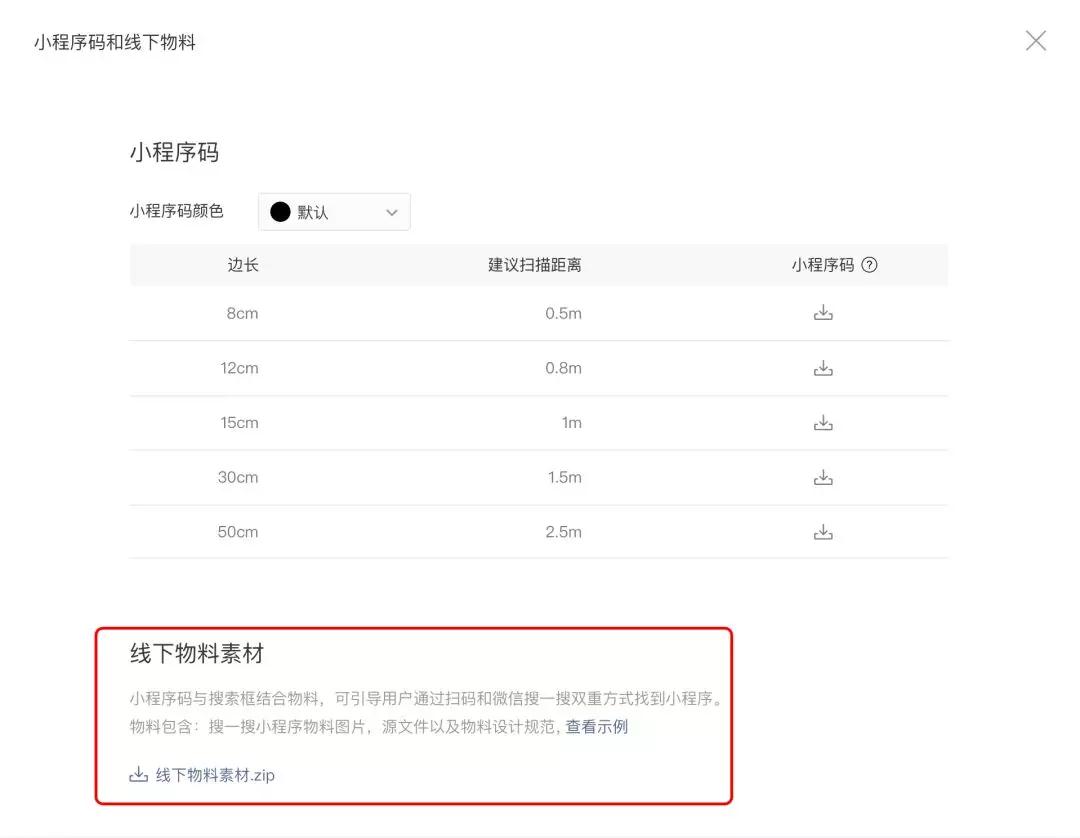 小程序码和线下物料
小程序码
小程序码颜色 默认
边长 建议扫描距离 小程序码 ?
8cm 0.5m
12cm 0.8m
15cm 1m
30cm 1.5m
50cm 2.5m
线下物料素材
小程序码与搜索框结合物料，可引导用户通过扫码和微信搜一搜双重方式找到小程序。
物料包含：搜一搜小程序物料图片，源文件以及物料设计规范, 查看示例
线下物料素材.zip